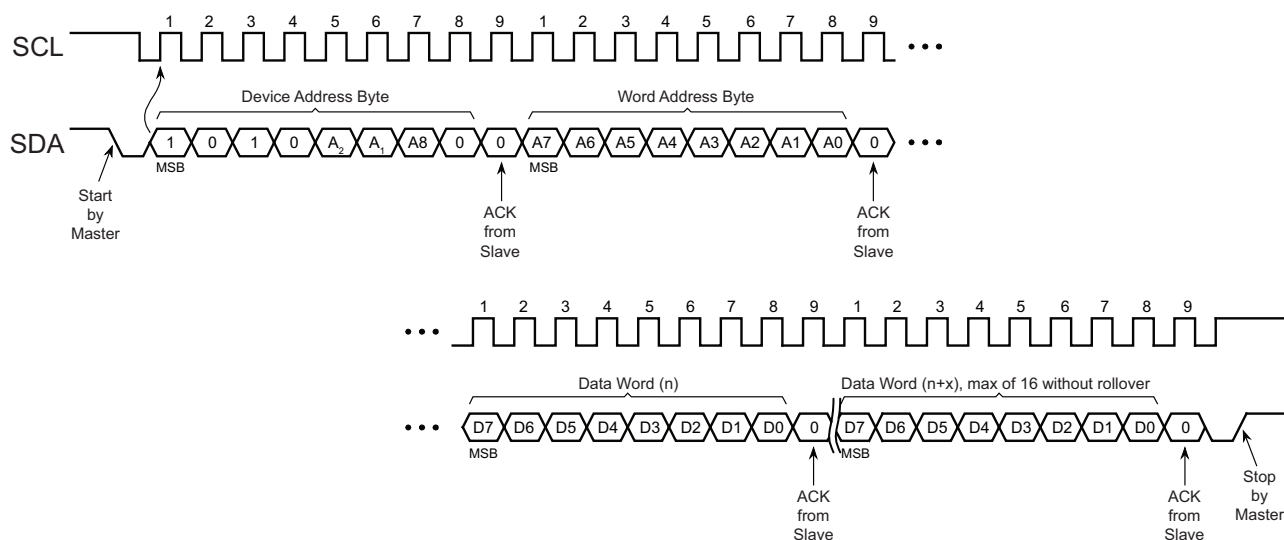 1 2 3 4 5 6 7 8 9 1 2 3 4 5 6 7 8 9
SCL
Device Address Byte Word Address Byte
SDA 1 0 1 0 A2 A1 A8 0 0 A7 A6 A5 A4 A3 A2 A1 A0 0
MSB MSB
Start
by
Master
ACK
from
Slave
ACK
from
Slave
1 2 3 4 5 6 7 8 9 1 2 3 4 5 6 7 8 9
Data Word (n) Data Word (n+x), max of 16 without rollover
D7 D6 D5 D4 D3 D2 D1 D0 0 D7 D6 D5 D4 D3 D2 D1 D0 0
MSB MSB
ACK
from
Slave
ACK
from
Slave
Stop
by
Master